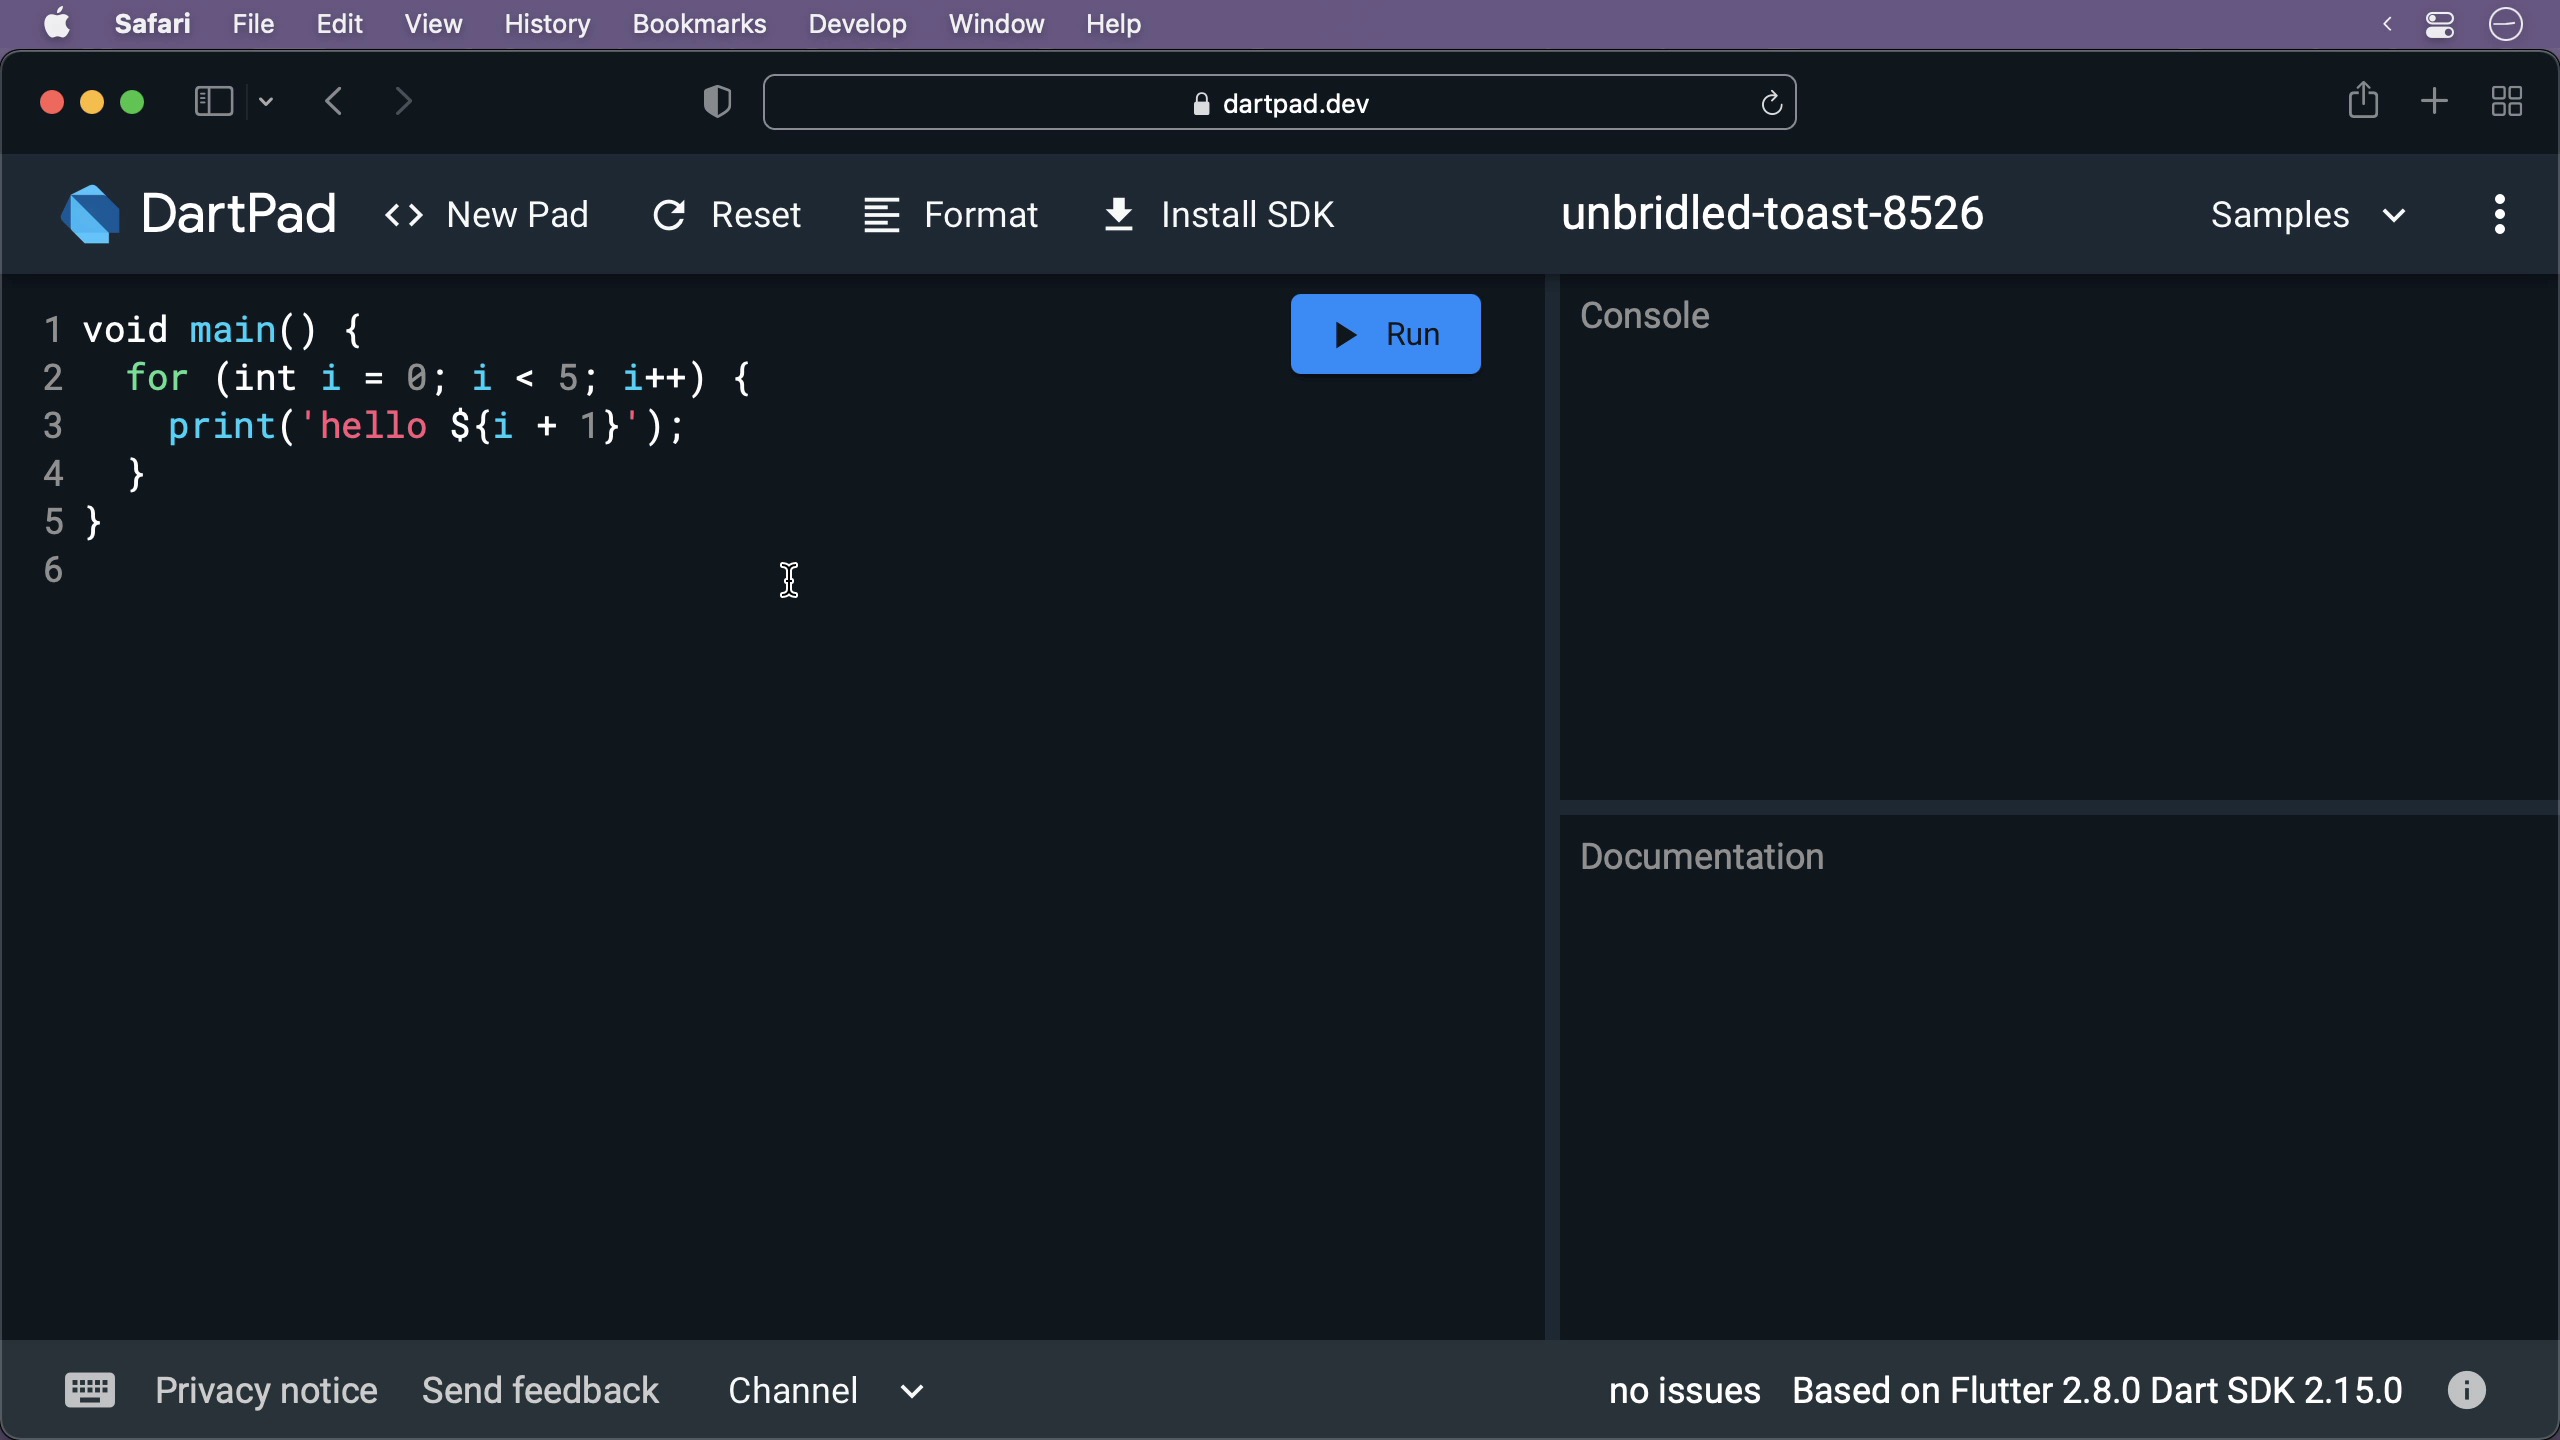 Safari File Edit View History Bookmarks Develop Window Help
dartpad.dev
DartPad <> New Pad Reset Format Install SDK unbridled-toast-8526 Samples
Run
Console
1 void main() {
2   for (int i = 0; i < 5; i++) {
3     print('hello ${i + 1}');
4   }
5 }
6
Documentation
Privacy notice Send feedback Channel no issues Based on Flutter 2.8.0 Dart SDK 2.15.0